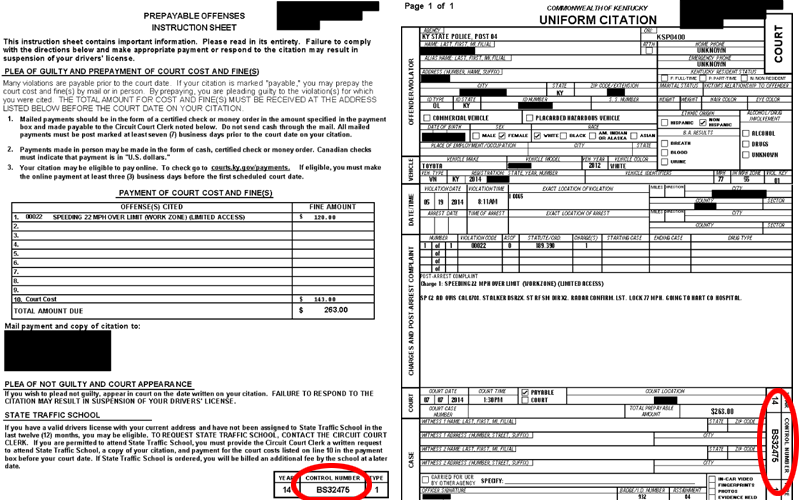 PREPAYABLE OFFENSES
INSTRUCTION SHEET
This instruction sheet contains important information. Please read in its entirety. Failure to comply
with the directions below and make appropriate payment or respond to the citation may result in
suspension of your drivers' license.
PLEA OF GUILTY AND PREPAYMENT OF COURT COST AND FINE(S)
Many violations are payable prior to the court date. If your citation is marked "payable," you may prepay the
court cost and fine(s) by mail or in person. By prepaying, you are pleading guilty to the violation(s) for which
you were cited. THE TOTAL AMOUNT FOR COST AND FINE(S) MUST BE RECEIVED AT THE ADDRESS
LISTED BELOW BEFORE THE COURT DATE ON YOUR CITATION.
1. Mailed payments should be in the form of a certified check or money order in the amount specified in the payment
box and made payable to the Circuit Court Clerk noted below. Do not send cash through the mail. All mailed
payments must be post marked at least seven (7) business days prior to the court date on your citation.
2. Payments made in person may be made in form of cash, certified check or money order. Canadian checks
must indicate that payment is in "U.S. dollars."
3. Your citation may be eligible to pay online. To check go to courts.ky.gov/payments. If eligible, you must make
the online payment at least three (3) business days before the first scheduled court date.
PAYMENT OF COURT COST AND FINE(S)
OFFENSE(S) CITED FINE AMOUNT
1. 00022 SPEEDING 22 MPH OVER LIMIT (WORK ZONE) (LIMITED ACCESS) $ 120.00
2.
3.
4.
5.
6.
7.
8.
9.
10. Court Cost $ 143.00
TOTAL AMOUNT DUE $ 263.00
Mail payment and copy of citation to:
PLEA OF NOT GUILTY AND COURT APPEARANCE
If you wish to plead not guilty, appear in court on the date written on your citation. FAILURE TO RESPOND TO THE
CITATION MAY RESULT IN SUSPENSION OF YOUR DRIVERS' LICENSE.
STATE TRAFFIC SCHOOL
If you have a valid drivers license with your current address and have not been assigned to State Traffic School in the
last twelve (12) months, you may be eligible. TO REQUEST STATE TRAFFIC SCHOOL, CONTACT THE CIRCUIT COURT
CLERK. If you are permitted to attend State Traffic School, you must provide the Circuit Court Clerk a written request
to attend State Traffic School, a copy of your citation, and payment for the court costs listed on line 10 in the payment
box before your court date. If State Traffic School is ordered, you will be billed an additional fee by the school at a later
date.
YEAR CONTROL NUMBER TYPE
14 BS32475 1
Page 1 of 1
COMMONWEALTH OF KENTUCKY
UNIFORM CITATION
COURT
AGENCY ORI
KY STATE POLICE, POST 04 KSP0400
NAME LAST, FIRST, MI, FILIAL HOME PHONE
UNKNOWN
ALIAS NAME LAST, FIRST, MI, FILIAL EMERGENCY PHONE
UNKNOWN
OFFENDER/VIOLATOR
ADDRESS (NUMBER, NAME, SUFFIX) KENTUCKY RESIDENT STATUS
FULL-TIME PART-TIME NON-RES.
CITY STATE ZIP CODE / EXTENSION MARITAL STATUS VICTIMS RELATIONSHIP TO OFFENDER
KY
ID TYPE ID STATE ID NUMBER S. S. NUMBER HEIGHT WEIGHT HAIR COLOR EYE COLOR
OL KY
COMMERCIAL VEHICLE PLACARDED HAZARDOUS VEHICLE
ETHNIC ORIGIN
HISPANIC NON HISPANIC
ALCOHOL/DRUG INVOLVEMENT
DATE OF BIRTH SEX RACE
MALE FEMALE WHITE BLACK AM. INDIAN OR ALASKA ASIAN
B.A RESULTS
BREATH
BLOOD
URINE
ALCOHOL
DRUGS
UNKNOWN
PLACE OF EMPLOYMENT/OCCUPATION CITY STATE
VEHICLE
VEHICLE MAKE VEHICLE MODEL VEH YEAR VEHICLE COLOR
TOYOTA 2012 WHITE
VEH. TYPE REGISTRATION: STATE, YEAR, NUMBER VEHICLE IDENTIFIERS MPH IN MPH ZONE VIOL. KEY
VN KY 2014 77 55 01
DATE/TIME
VIOLATION DATE VIOLATION TIME EXACT LOCATION OF VIOLATION MILES DIRECTION CITY
05 19 2014 8:11AM I 0065
COUNTY SECTOR
ARREST DATE TIME OF ARREST EXACT LOCATION OF ARREST MILES DIRECTION CITY
COUNTY SECTOR
CHARGES AND POST-ARREST COMPLAINT
NUMBER VIOLATION CODE ASCF STATUTE/ORD. CHARGE(S) STARTING CASE ENDING CASE DRUG TYPE
1 of 1 00022 0 189.390 1
of
of
of
POST-ARREST COMPLAINT
Charge 1: SPEEDING 22 MPH OVER LIMIT (WORKZONE) (LIMITED ACCESS)
RADAR CONFIRM. EST. LOCK 77 MPH. GOING TO HART CO HOSPITAL.
COURT
COURT DATE COURT TIME PAYABLE COURT LOCATION
07 07 2014 1:30PM COURT
COURT CASE NUMBER TOTAL PREPAYABLE AMOUNT $263.00
CASE
WITNESS 1 NAME LAST, FIRST, MI, FILIAL STATE ZIP CODE
WITNESS 1 ADDRESS (NUMBER, STREET, SUFFIX) CITY
WITNESS 2 NAME LAST, FIRST, MI, FILIAL STATE ZIP CODE
WITNESS 2 ADDRESS (NUMBER, STREET, SUFFIX) CITY
CARRIED FOR UOR BY OTHER AGENCY SPECIFY:
IN-CAR VIDEO
FINGERPRINTS
PHOTOS
EVIDENCE HELD
OFFICER SIGNATURE BADGE/I.D. NUMBER ASSIGNMENT
14 CONTROL NUMBER
BS32475